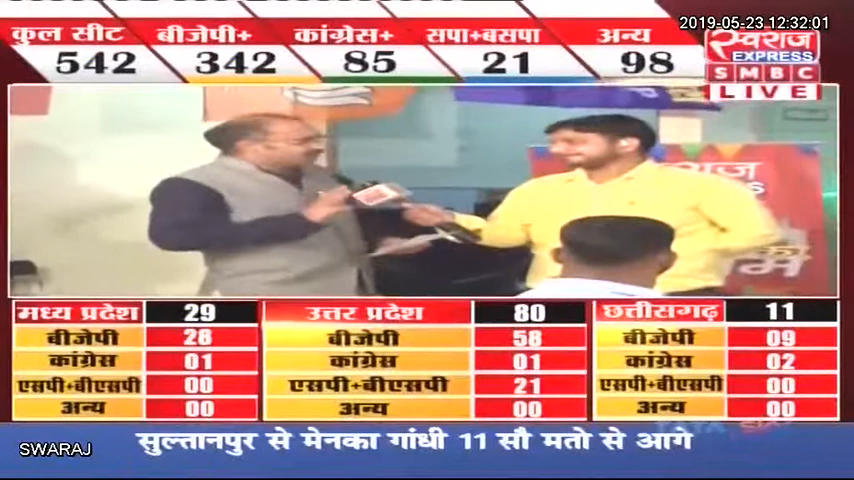 2019-05-23 12:32:01
कुल सीट बीजेपी+ कांग्रेस+ सपा+बसपा अन्य
542 342 85 21 98
स्वराज
EXPRESS
SMBC
LIVE
मध्य प्रदेश 29
बीजेपी 28
कांग्रेस 01
एसपी+बीएसपी 00
अन्य 00
उत्तर प्रदेश 80
बीजेपी 58
कांग्रेस 01
एसपी+बीएसपी 21
अन्य 00
छत्तीसगढ़ 11
बीजेपी 09
कांग्रेस 02
एसपी+बीएसपी 00
अन्य 00
सुल्तानपुर से मेनका गांधी 11 सौ मतो से आगे
SWARAJ